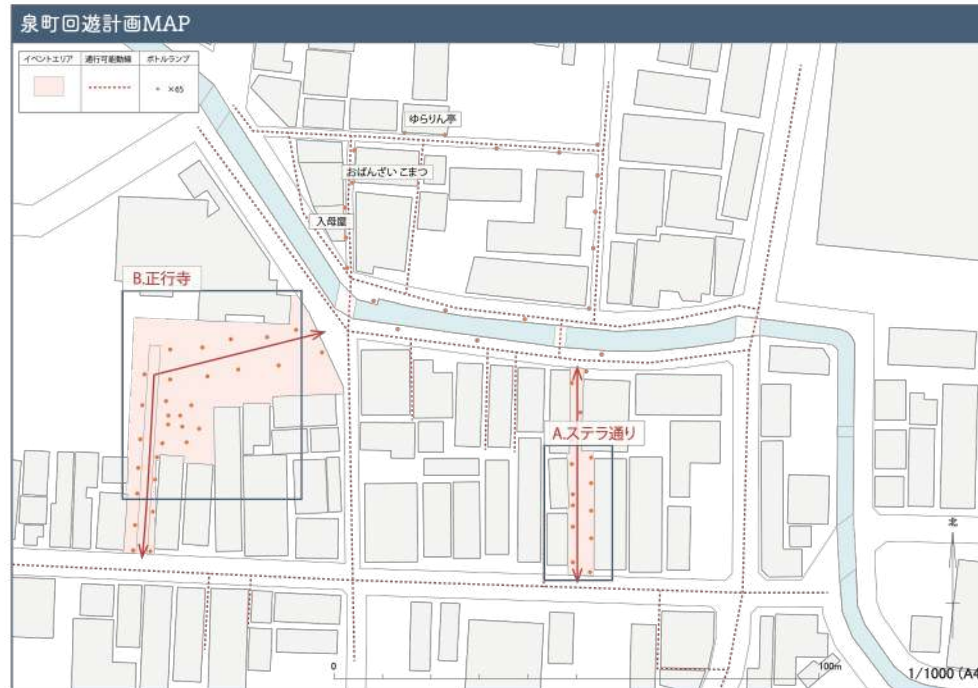 泉町回遊計画MAP
イベントエリア 通行可能動線 ボトルランプ
×65
ゆらりん亭
おばんざい こまつ
入母屋
B.正行寺
A.ステラ通り
北
0 100m
1/1000 (A4